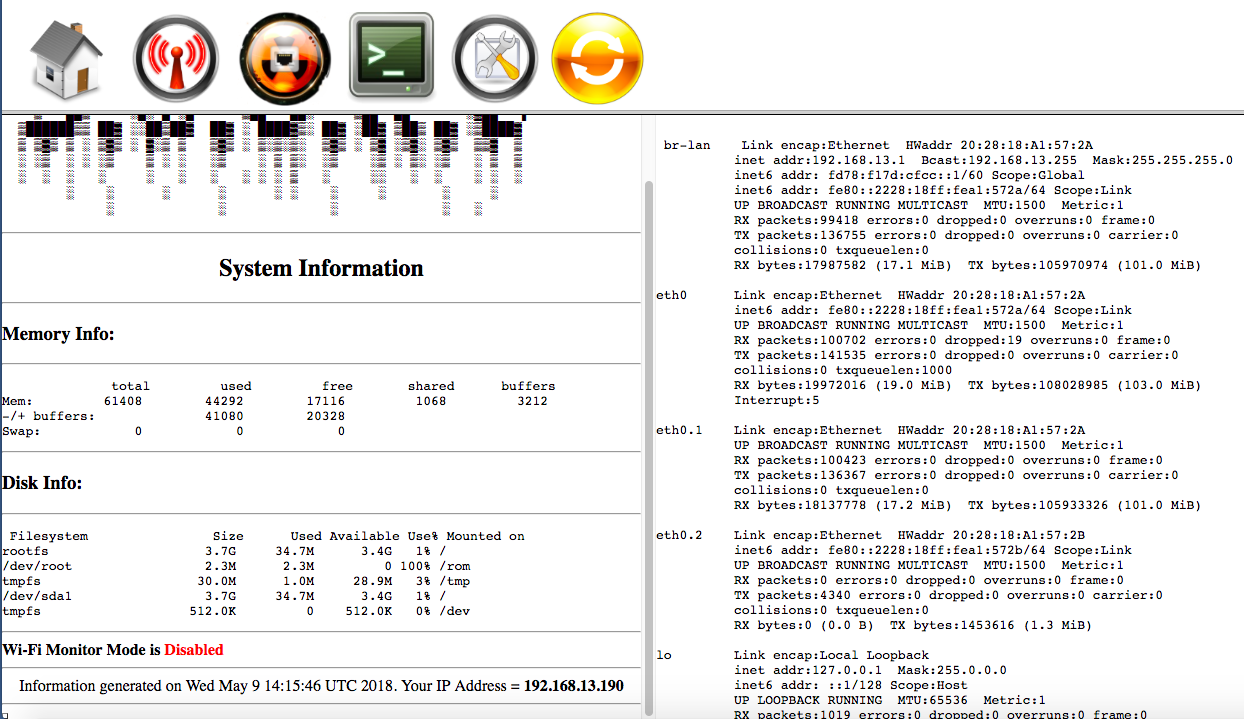 >_
System Information
Memory Info:
total used free shared buffers
Mem: 61408 44292 17116 1068 3212
-/+ buffers: 41080 20328
Swap: 0 0 0
Disk Info:
Filesystem Size Used Available Use% Mounted on
rootfs 3.7G 34.7M 3.4G 1% /
/dev/root 2.3M 2.3M 0 100% /rom
tmpfs 30.0M 1.0M 28.9M 3% /tmp
/dev/sda1 3.7G 34.7M 3.4G 1% /
tmpfs 512.0K 0 512.0K 0% /dev
Wi-Fi Monitor Mode is Disabled
Information generated on Wed May 9 14:15:46 UTC 2018. Your IP Address = 192.168.13.190
br-lan Link encap:Ethernet HWaddr 20:28:18:A1:57:2A
inet addr:192.168.13.1 Bcast:192.168.13.255 Mask:255.255.255.0
inet6 addr: fd78:f17d:cfcc::1/60 Scope:Global
inet6 addr: fe80::2228:18ff:fea1:572a/64 Scope:Link
UP BROADCAST RUNNING MULTICAST MTU:1500 Metric:1
RX packets:99418 errors:0 dropped:0 overruns:0 frame:0
TX packets:136755 errors:0 dropped:0 overruns:0 carrier:0
collisions:0 txqueuelen:0
RX bytes:17987582 (17.1 MiB) TX bytes:105970974 (101.0 MiB)
eth0 Link encap:Ethernet HWaddr 20:28:18:A1:57:2A
inet6 addr: fe80::2228:18ff:fea1:572a/64 Scope:Link
UP BROADCAST RUNNING MULTICAST MTU:1500 Metric:1
RX packets:100702 errors:0 dropped:19 overruns:0 frame:0
TX packets:141535 errors:0 dropped:0 overruns:0 carrier:0
collisions:0 txqueuelen:1000
RX bytes:19972016 (19.0 MiB) TX bytes:108028985 (103.0 MiB)
Interrupt:5
eth0.1 Link encap:Ethernet HWaddr 20:28:18:A1:57:2A
UP BROADCAST RUNNING MULTICAST MTU:1500 Metric:1
RX packets:100423 errors:0 dropped:0 overruns:0 frame:0
TX packets:136367 errors:0 dropped:0 overruns:0 carrier:0
collisions:0 txqueuelen:0
RX bytes:18137778 (17.2 MiB) TX bytes:105933326 (101.0 MiB)
eth0.2 Link encap:Ethernet HWaddr 20:28:18:A1:57:2B
inet6 addr: fe80::2228:18ff:fea1:572b/64 Scope:Link
UP BROADCAST RUNNING MULTICAST MTU:1500 Metric:1
RX packets:0 errors:0 dropped:0 overruns:0 frame:0
TX packets:4340 errors:0 dropped:0 overruns:0 carrier:0
collisions:0 txqueuelen:0
RX bytes:0 (0.0 B) TX bytes:1453616 (1.3 MiB)
lo Link encap:Local Loopback
inet addr:127.0.0.1 Mask:255.0.0.0
inet6 addr: ::1/128 Scope:Host
UP LOOPBACK RUNNING MTU:65536 Metric:1
RX packets:1019 errors:0 dropped:0 overruns:0 frame:0